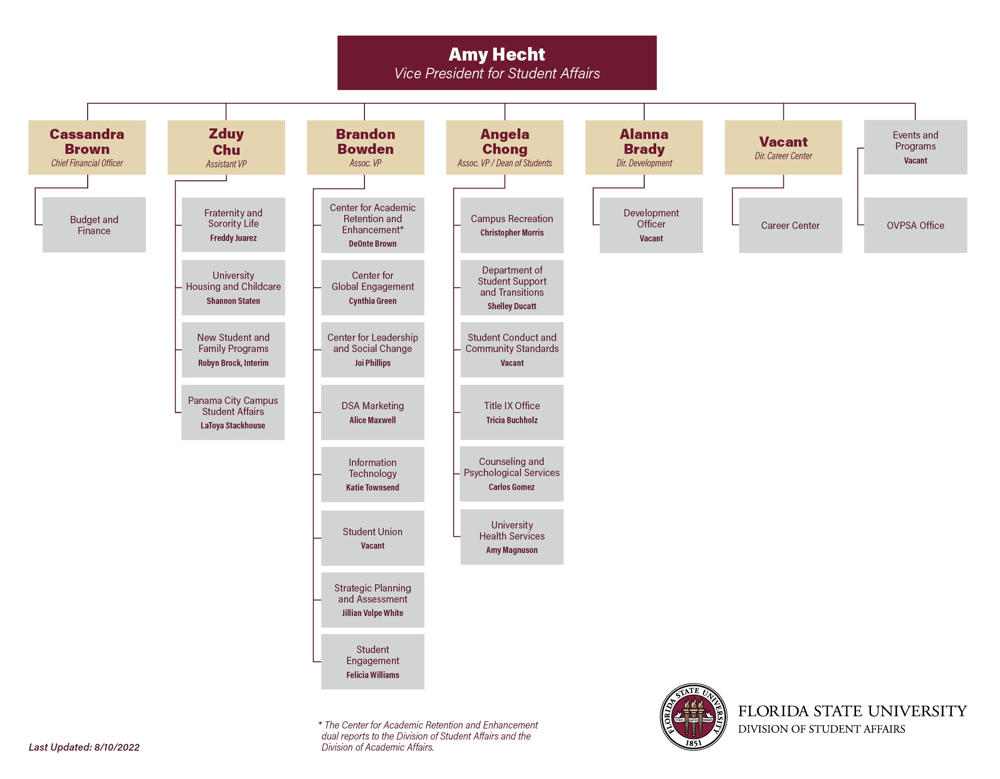 Amy Hecht
Vice President for Student Affairs
Cassandra
Brown
Chief Financial Officer
Budget and
Finance
Zduy
Chu
Assistant VP
Fraternity and
Sorority Life
Freddy Juarez
University
Housing and Childcare
Shannon Staten
New Student and
Family Programs
Robyn Brock, Interim
Panama City Campus
Student Affairs
LaToya Stackhouse
Brandon
Bowden
Assoc. VP
Center for Academic
Retention and
Enhancement*
DeOnte Brown
Center for
Global Engagement
Cynthia Green
Center for Leadership
and Social Change
Joi Phillips
DSA Marketing
Alice Maxwell
Information
Technology
Katie Townsend
Student Union
Vacant
Strategic Planning
and Assessment
Jillian Volpe White
Student
Engagement
Felicia Williams
Angela
Chong
Assoc. VP / Dean of Students
Campus Recreation
Christopher Morris
Department of
Student Support
and Transitions
Shelley Ducatt
Student Conduct and
Community Standards
Vacant
Title IX Office
Tricia Buchholz
Counseling and
Psychological Services
Carlos Gomez
University
Health Services
Amy Magnuson
Alanna
Brady
Dir. Development
Development
Officer
Vacant
Vacant
Dir. Career Center
Career Center
Events and
Programs
Vacant
OVPSA Office
* The Center for Academic Retention and Enhancement
dual reports to the Division of Student Affairs and the
Division of Academic Affairs.
Last Updated: 8/10/2022
FLORIDA STATE UNIVERSITY
VIRES ARTES MORES
1851
FLORIDA STATE UNIVERSITY
DIVISION OF STUDENT AFFAIRS